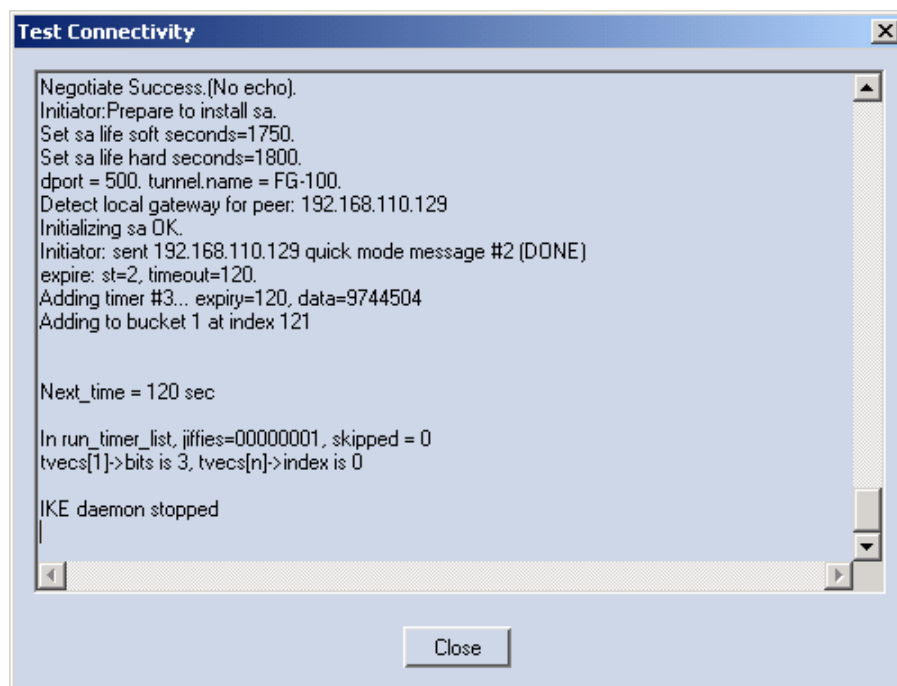 Test Connectivity
Negotiate Success.(No echo).
Initiator:Prepare to install sa.
Set sa life soft seconds=1750.
Set sa life hard seconds=1800.
dport = 500. tunnel.name = FG-100.
Detect local gateway for peer: 192.168.110.129
Initializing sa OK.
Initiator: sent 192.168.110.129 quick mode message #2 (DONE)
expire: st=2, timeout=120.
Adding timer #3... expiry=120, data=9744504
Adding to bucket 1 at index 121
Next_time = 120 sec
In run_timer_list, jiffies=00000001, skipped = 0
tvecs[1]->bits is 3, tvecs[n]->index is 0
IKE daemon stopped
Close